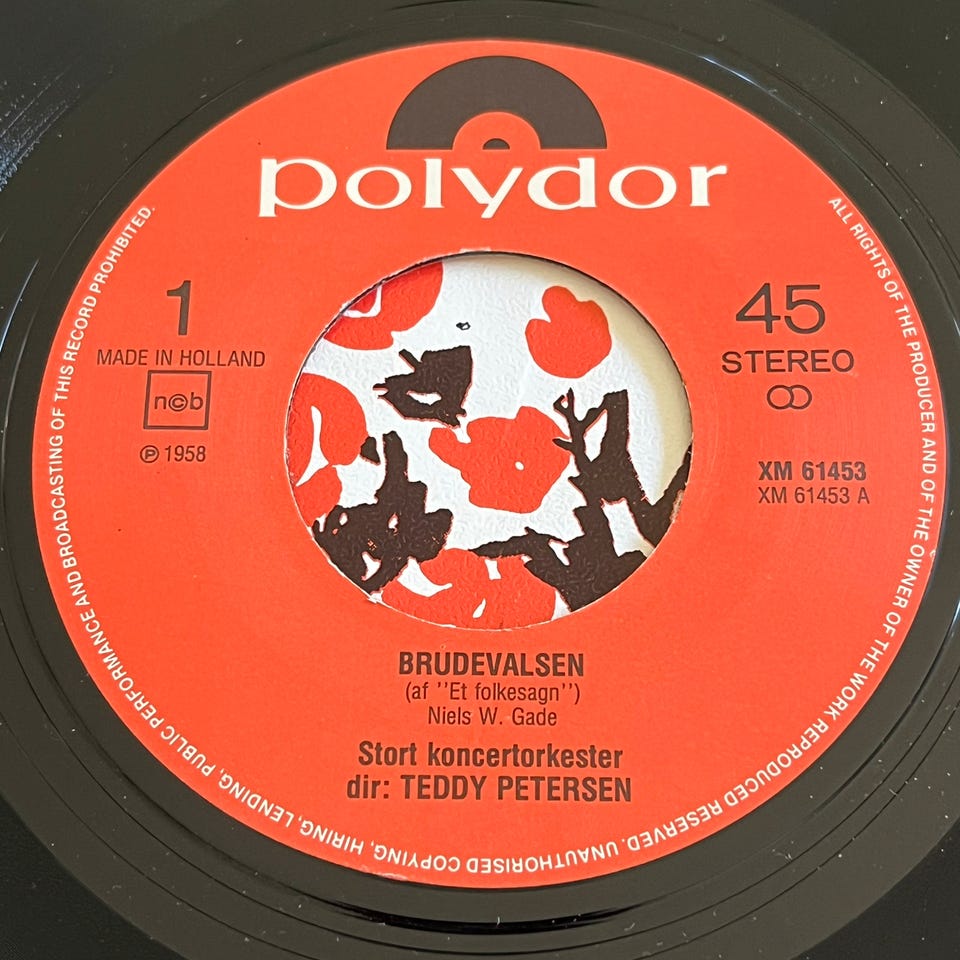 polydor
1
MADE IN HOLLAND
n©b
℗ 1958
45
STEREO
XM 61453
XM 61453 A
BRUDEVALSEN
(af "Et folkesagn")
Niels W. Gade
Stort koncertorkester
dir: TEDDY PETERSEN
ALL RIGHTS OF THE PRODUCER AND OF THE OWNER OF THE WORK REPRODUCED RESERVED. UNAUTHORISED COPYING, HIRING, LENDING, PUBLIC PERFORMANCE AND BROADCASTING OF THIS RECORD PROHIBITED.